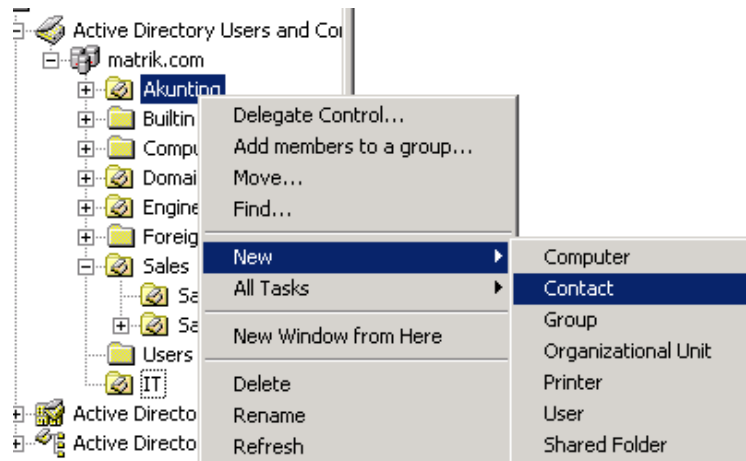 Active Directory Users and Co
matrik.com
Akunting
Builtin
Compu
Domai
Engine
Foreig
Sales
Sa
Sa
Users
IT
Active Directo
Active Directo
Delegate Control...
Add members to a group...
Move...
Find...
New
All Tasks
New Window from Here
Delete
Rename
Refresh
Computer
Contact
Group
Organizational Unit
Printer
User
Shared Folder